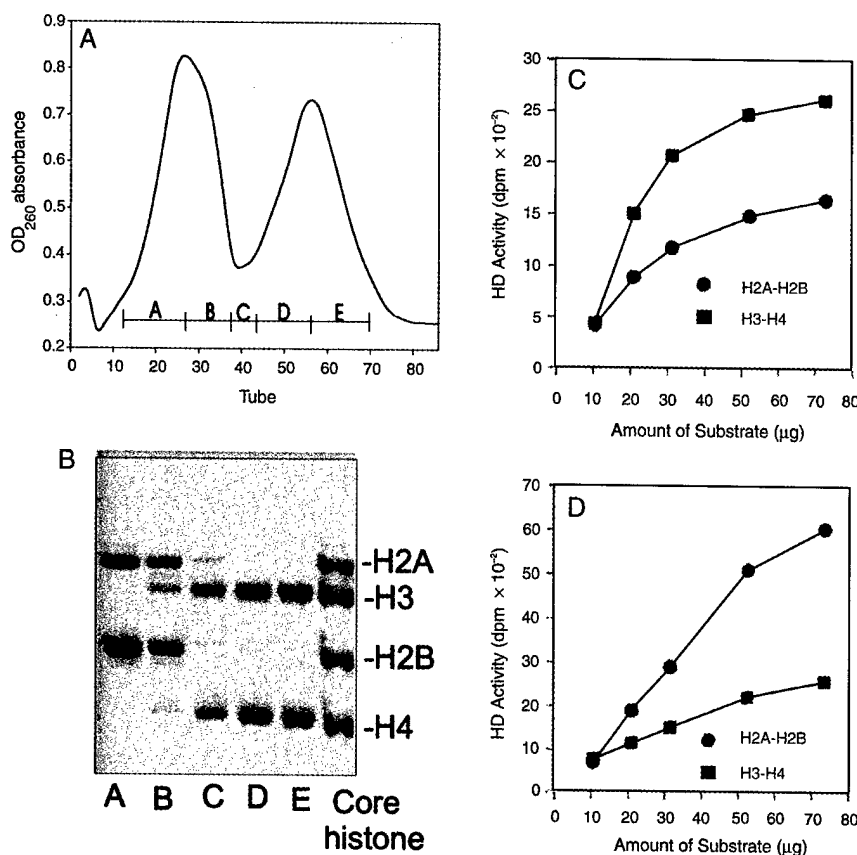 A
OD260 absorbance
0.9
0.8
0.7
0.6
0.5
0.4
0.3
0.2
A B C D E
0 10 20 30 40 50 60 70 80
Tube
B
-H2A
-H3
-H2B
-H4
A B C D E Core
histone
C
HD Activity (dpm × 10⁻²)
30
25
20
15
10
5
0
H2A-H2B
H3-H4
0 10 20 30 40 50 60 70 80
Amount of Substrate (μg)
D
HD Activity (dpm × 10⁻²)
70
60
50
40
30
20
10
0
H2A-H2B
H3-H4
0 10 20 30 40 50 60 70 80
Amount of Substrate (μg)